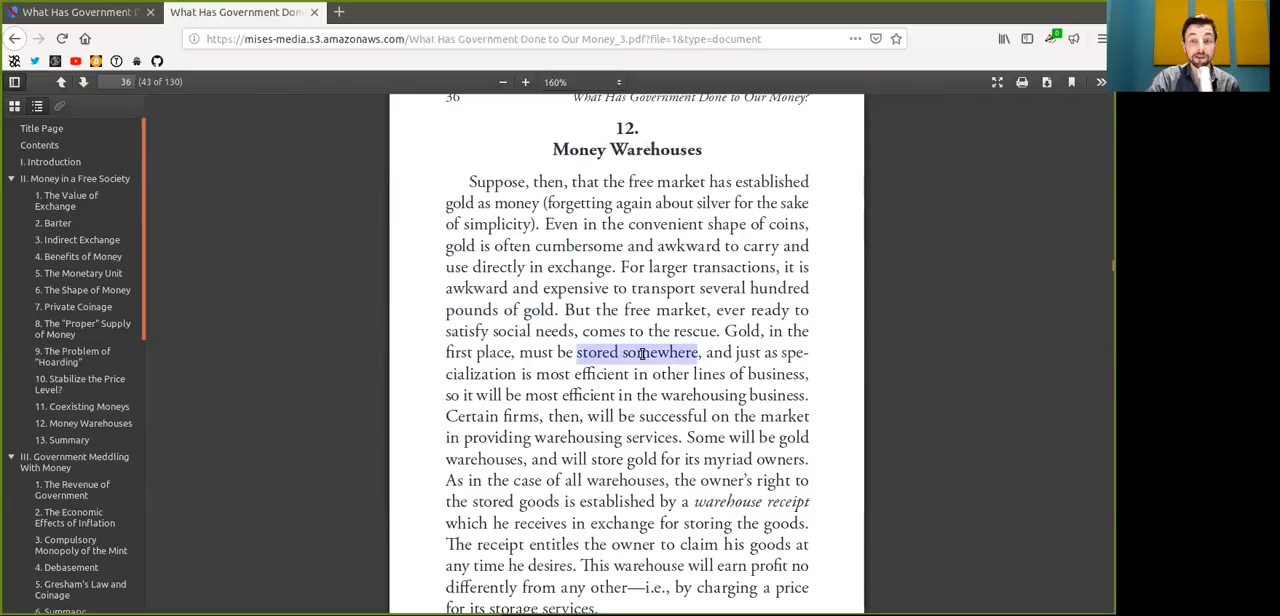 What Has Government D
What Has Government Don
https://mises-media.s3.amazonaws.com/What Has Government Done to Our Money_3.pdf?file=1&type=document
0
36 (43 of 130)
160%
Title Page
Contents
I. Introduction
II. Money in a Free Society
1. The Value of
Exchange
2. Barter
3. Indirect Exchange
4. Benefits of Money
5. The Monetary Unit
6. The Shape of Money
7. Private Coinage
8. The "Proper" Supply
of Money
9. The Problem of
"Hoarding"
10. Stabilize the Price
Level?
11. Coexisting Moneys
12. Money Warehouses
13. Summary
III. Government Meddling
With Money
1. The Revenue of
Government
2. The Economic
Effects of Inflation
3. Compulsory
Monopoly of the Mint
4. Debasement
5. Gresham's Law and
Coinage
6. Summary
36 What Has Government Done to Our Money?
12.
Money Warehouses
Suppose, then, that the free market has established
gold as money (forgetting again about silver for the sake
of simplicity). Even in the convenient shape of coins,
gold is often cumbersome and awkward to carry and
use directly in exchange. For larger transactions, it is
awkward and expensive to transport several hundred
pounds of gold. But the free market, ever ready to
satisfy social needs, comes to the rescue. Gold, in the
first place, must be stored somewhere, and just as spe-
cialization is most efficient in other lines of business,
so it will be most efficient in the warehousing business.
Certain firms, then, will be successful on the market
in providing warehousing services. Some will be gold
warehouses, and will store gold for its myriad owners.
As in the case of all warehouses, the owner's right to
the stored goods is established by a warehouse receipt
which he receives in exchange for storing the goods.
The receipt entitles the owner to claim his goods at
any time he desires. This warehouse will earn profit no
differently from any other—i.e., by charging a price
for its storage services.